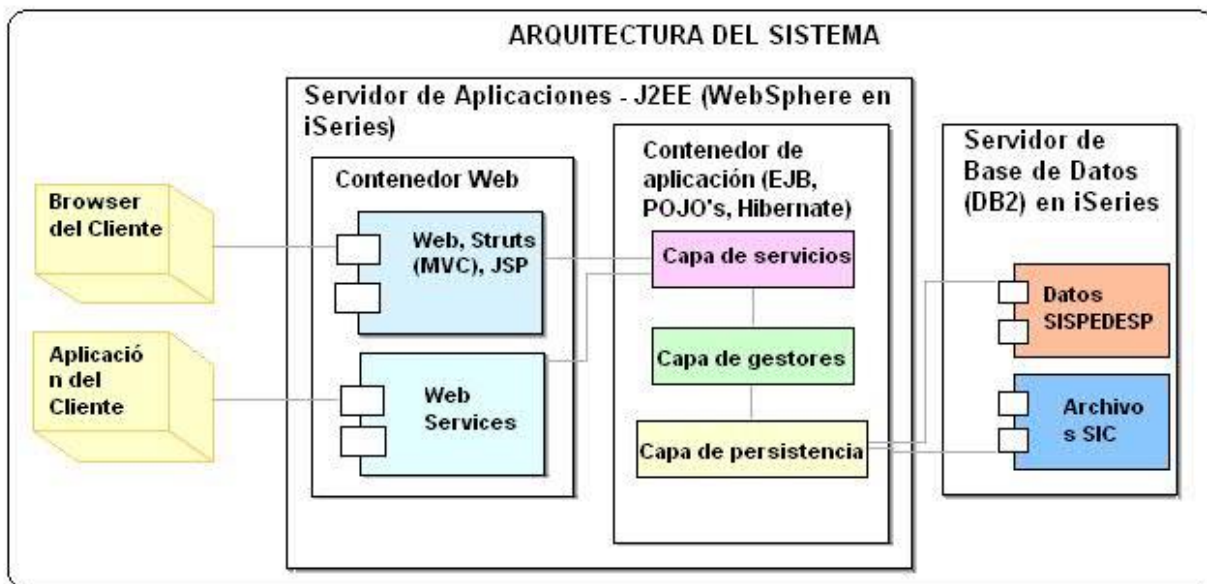 ARQUITECTURA DEL SISTEMA
Servidor de Aplicaciones - J2EE (WebSphere en
iSeries)
Contenedor Web
Web, Struts
(MVC), JSP
Web
Services
Contenedor de
aplicación (EJB,
POJO's, Hibernate)
Capa de servicios
Capa de gestores
Capa de persistencia
Servidor de
Base de Datos
(DB2) en iSeries
Datos
SISPEDESP
Archivo
s SIC
Browser
del Cliente
Aplicació
n del
Cliente